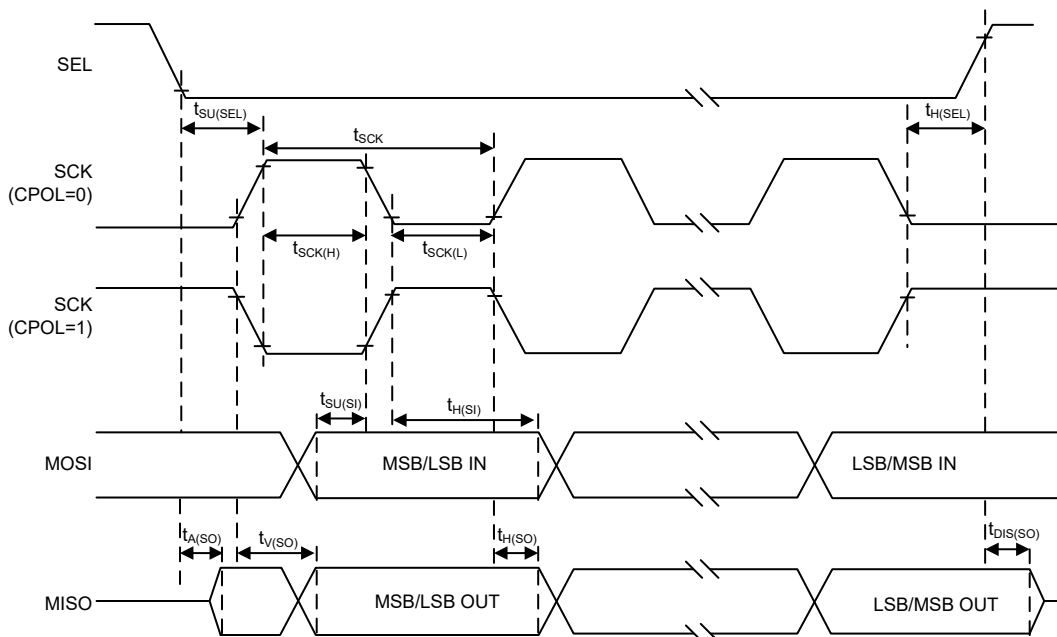 SEL
tSU(SEL)
tH(SEL)
tSCK
SCK
(CPOL=0)
tSCK(H)
tSCK(L)
SCK
(CPOL=1)
tSU(SI)
tH(SI)
MOSI
MSB/LSB IN
LSB/MSB IN
tA(SO)
tV(SO)
tH(SO)
tDIS(SO)
MISO
MSB/LSB OUT
LSB/MSB OUT